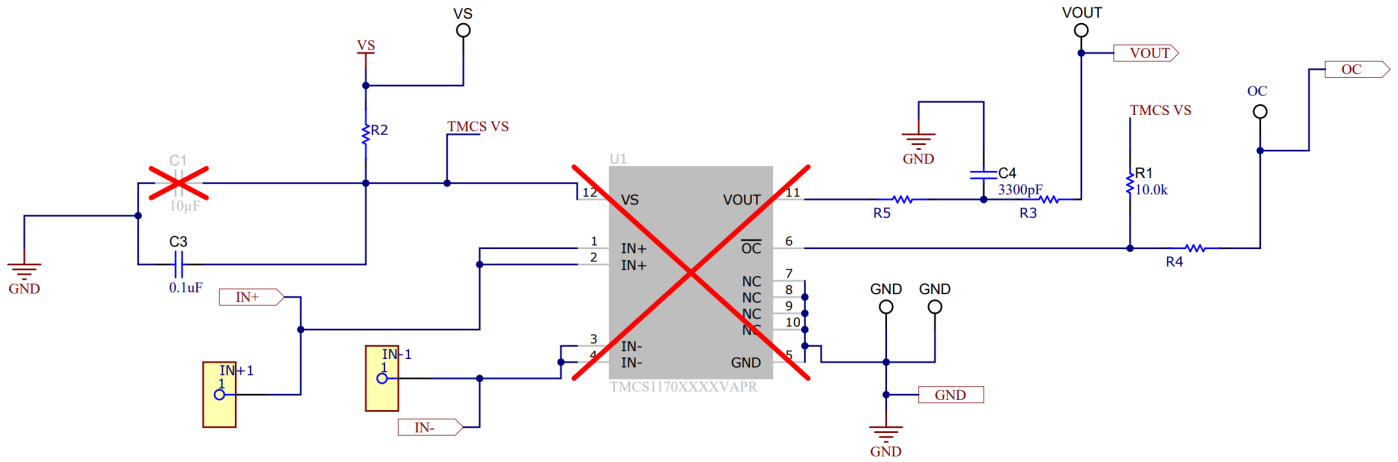 VS
VOUT
VS
VOUT
OC
OC
TMCS VS
R2
TMCS VS
GND
C1
10µF
U1
C4
3300pF
R1
10.0k
12
VS
VOUT
11
R5
R3
1
IN+
OC
6
2
IN+
R4
C3
0.1uF
GND
7
NC
8
NC
9
NC
10
NC
GND
GND
IN+
3
IN-
4
IN-
GND
5
IN+1
1
IN-1
1
TMCS1170XXXXVAPR
GND
IN-
GND